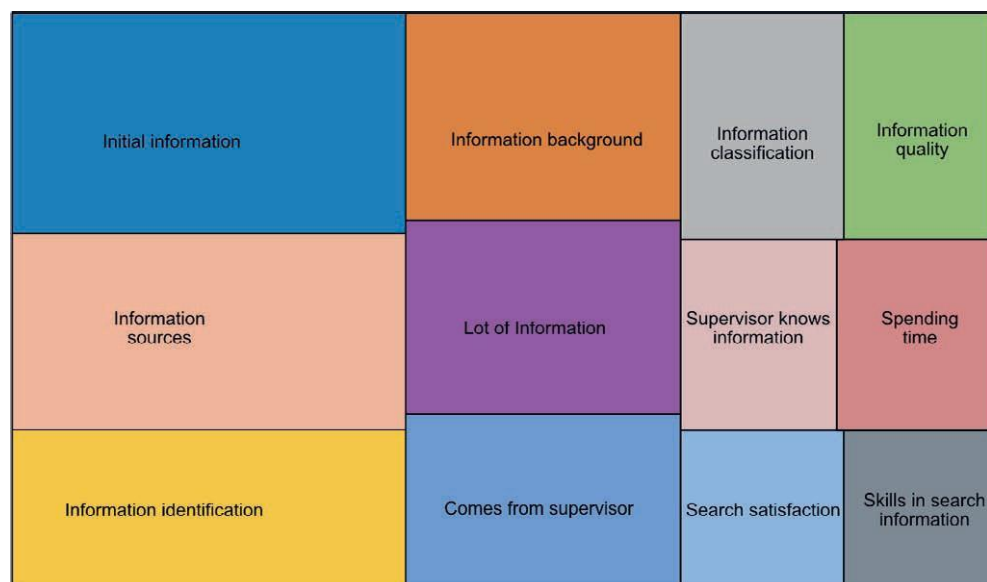 Initial information
Information background
Information
classification
Information
quality
Information
sources
Lot of Information
Supervisor knows
information
Spending
time
Information identification
Comes from supervisor
Search satisfaction
Skills in search
information